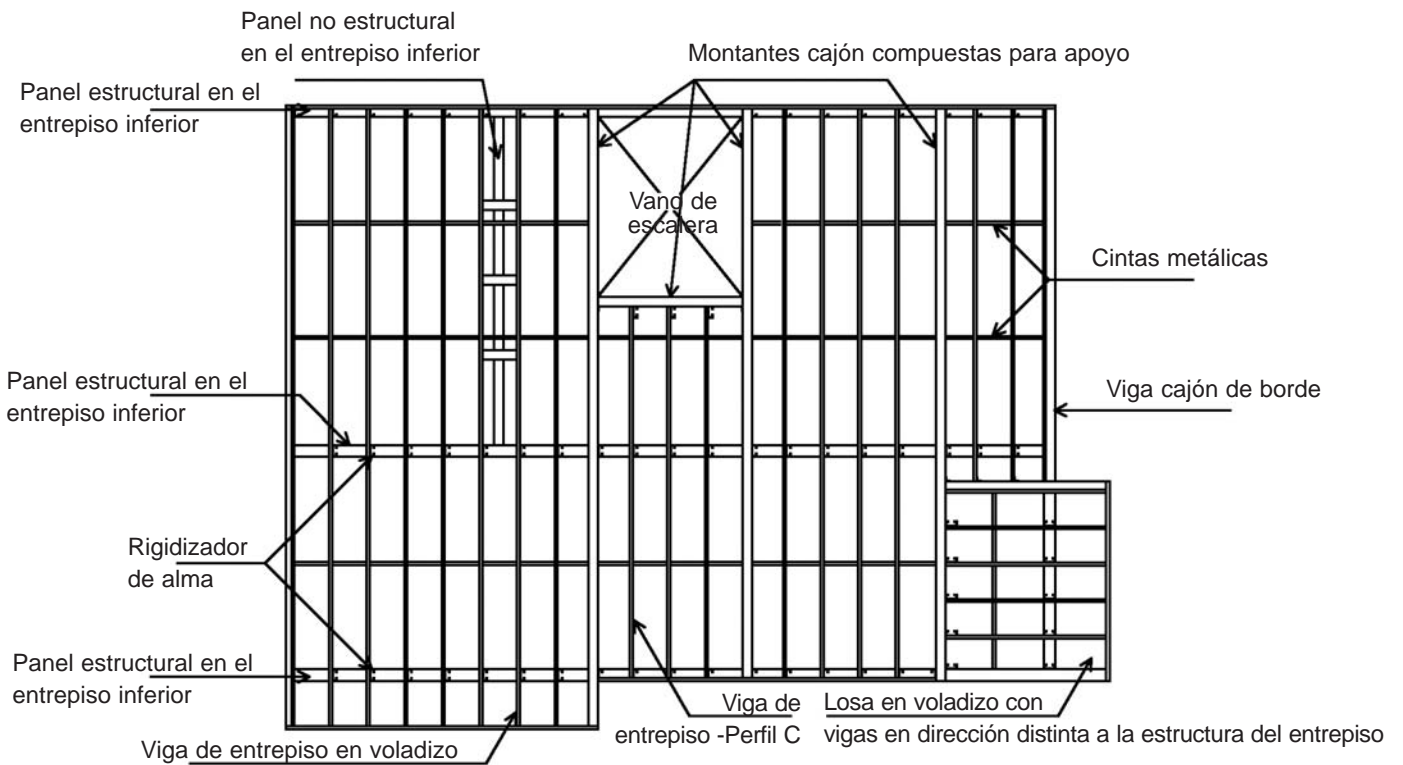 Panel no estructural
en el entrepiso inferior
Montantes cajón compuestas para apoyo
Panel estructural en el
entrepiso inferior
Vano de
escalera
Cintas metálicas
Panel estructural en el
entrepiso inferior
Viga cajón de borde
Rigidizador
de alma
Panel estructural en el
entrepiso inferior
Viga de
entrepiso -Perfil C
Losa en voladizo con
vigas en dirección distinta a la estructura del entrepiso
Viga de entrepiso en voladizo